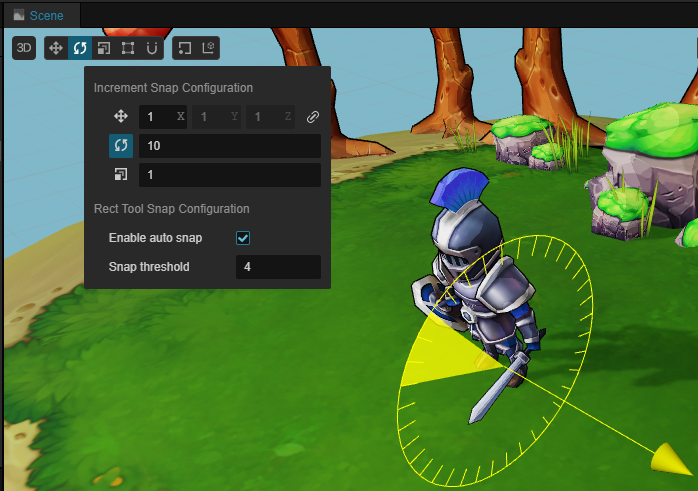 Scene
3D
Increment Snap Configuration
1 X 1 Y 1 Z
10
1
Rect Tool Snap Configuration
Enable auto snap
Snap threshold 4